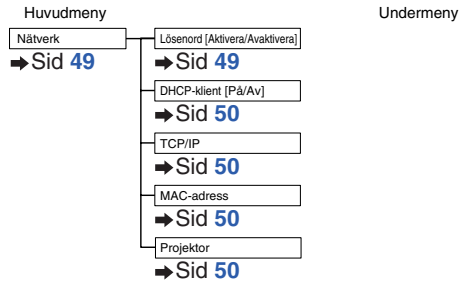 Huvudmeny Undermeny
Nätverk Lösenord [Aktivera/Avaktivera]
➡Sid 49 ➡Sid 49
DHCP-klient [På/Av]
➡Sid 50
TCP/IP
➡Sid 50
MAC-adress
➡Sid 50
Projektor
➡Sid 50